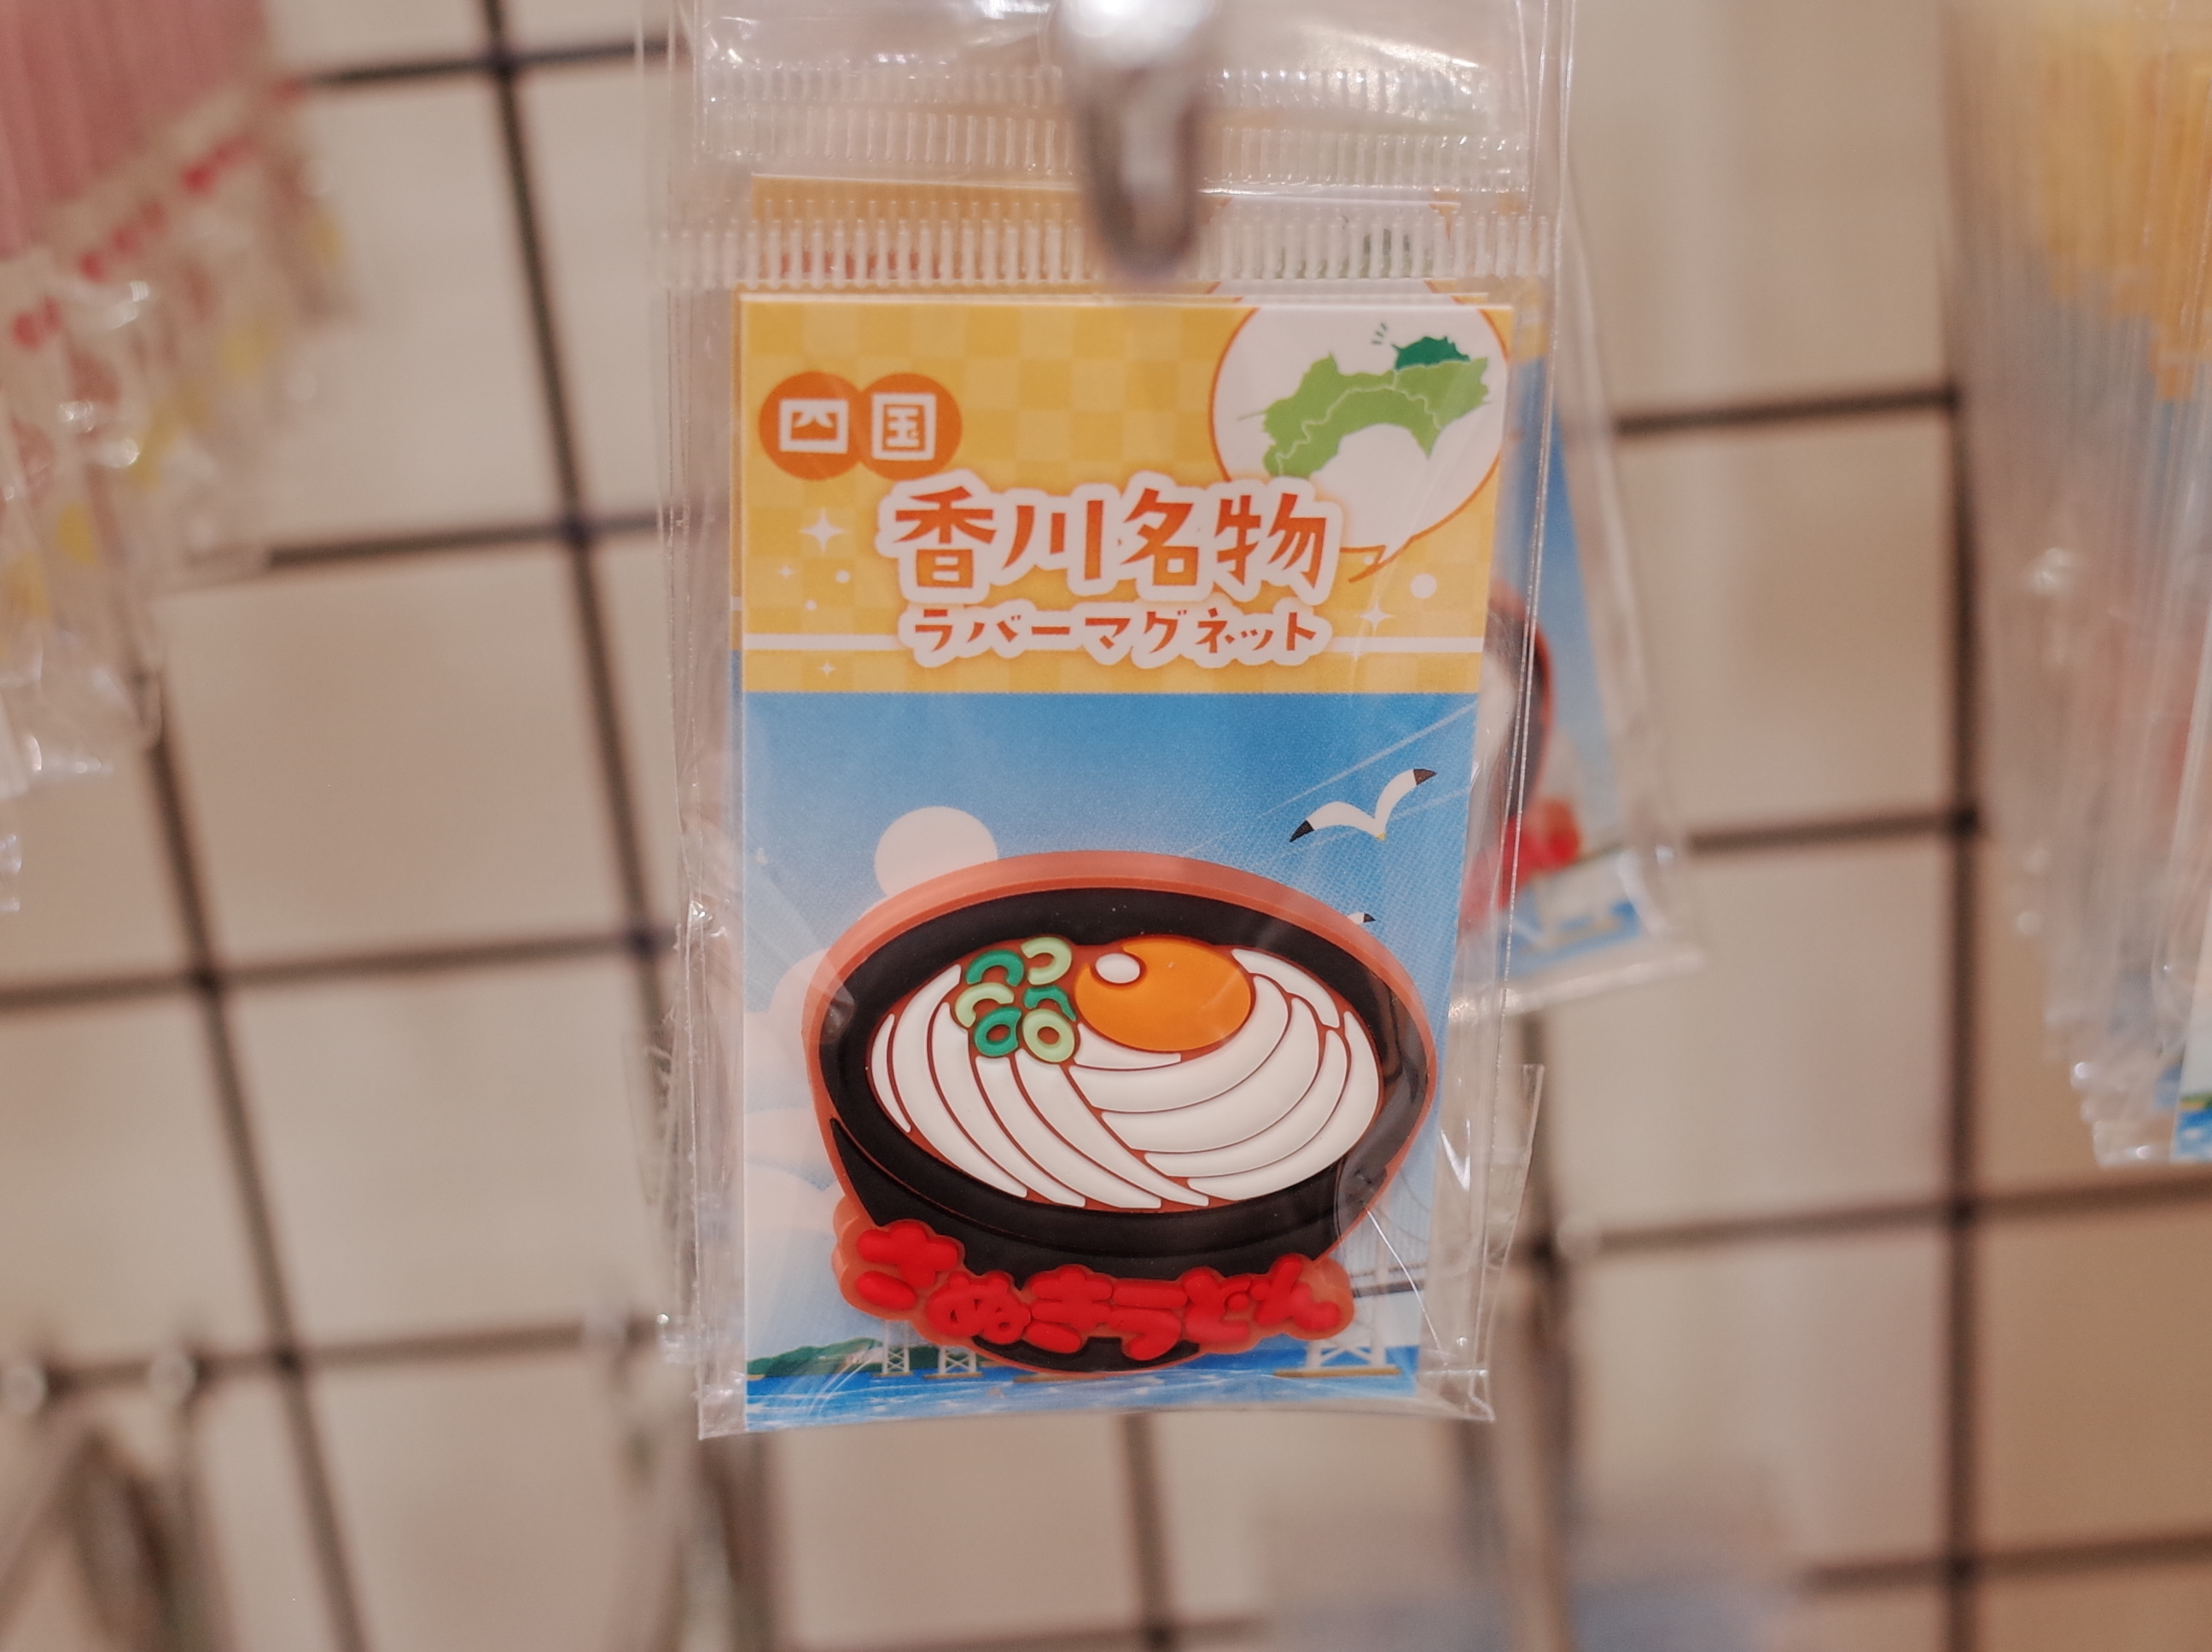 四国
香川名物
ラバーマグネット
さぬきうどん